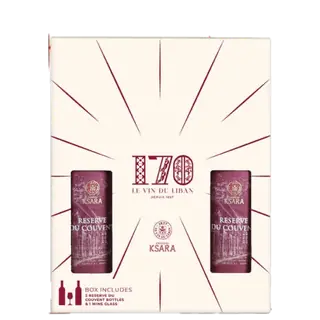 170
LE VIN DU LIBAN
DEPUIS 1857
KSARA
KSARA
RESERVE
DU COUVENT
KSARA
RESERVE
DU COUVENT
BOX INCLUDES
2 RESERVE DU
COUVENT BOTTLES
& 1 WINE GLASS